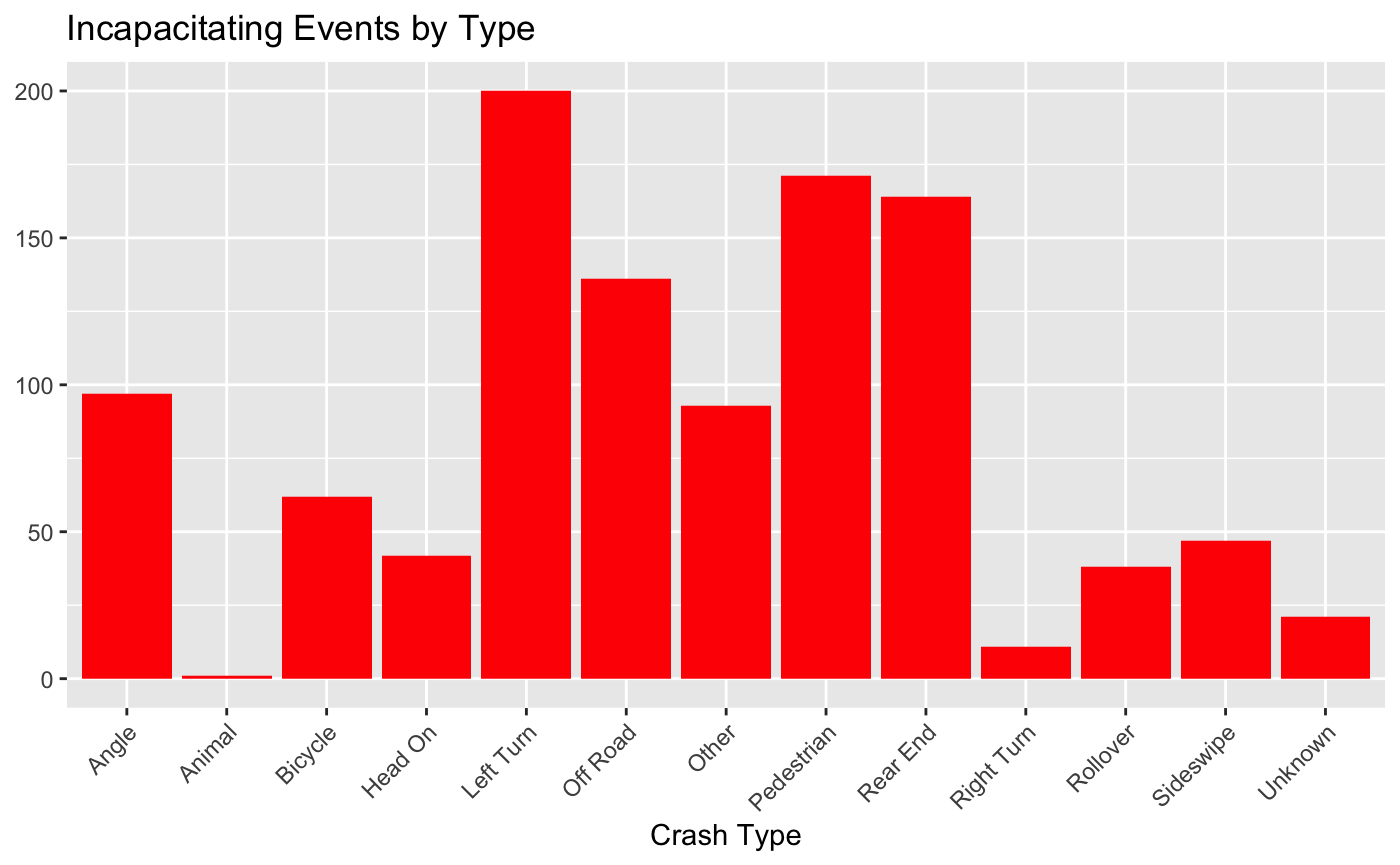 Incapacitating Events by Type
200
150
100
50
0
Angle
Animal
Bicycle
Head On
Left Turn
Off Road
Other
Pedestrian
Rear End
Right Turn
Rollover
Sideswipe
Unknown
Crash Type